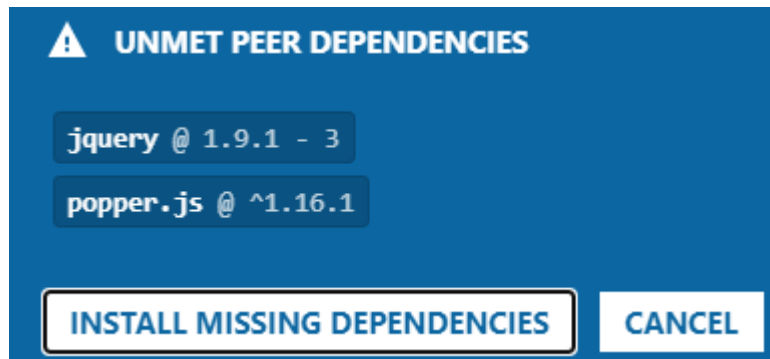 UNMET PEER DEPENDENCIES
jquery @ 1.9.1 - 3
popper.js @ ^1.16.1
INSTALL MISSING DEPENDENCIES CANCEL